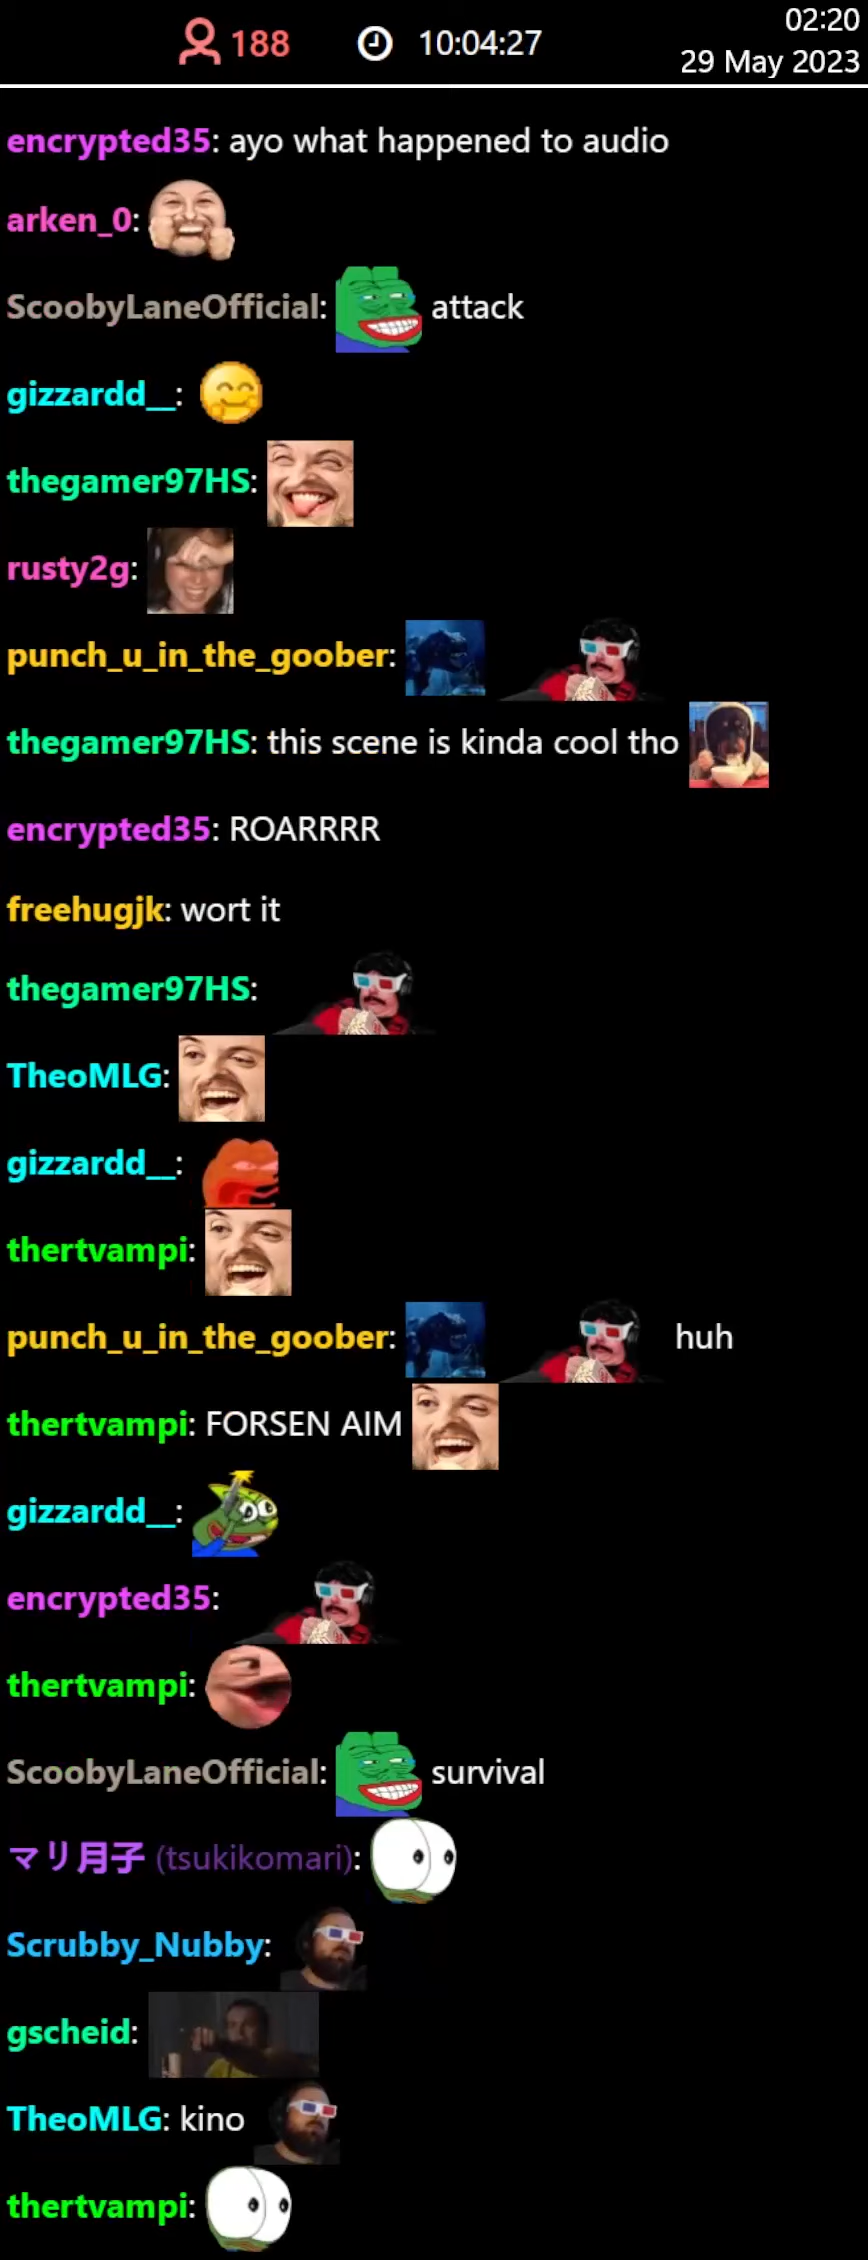 188 10:04:27 02:20
29 May 2023
encrypted35: ayo what happened to audio
arken_0:
ScoobyLaneOfficial: attack
gizzardd__:
thegamer97HS:
rusty2g:
punch_u_in_the_goober:
thegamer97HS: this scene is kinda cool tho
encrypted35: ROARRRR
freehugjk: wort it
thegamer97HS:
TheoMLG:
gizzardd__:
thertvampi:
punch_u_in_the_goober: huh
thertvampi: FORSEN AIM
gizzardd__:
encrypted35:
thertvampi:
ScoobyLaneOfficial: survival
マリ月子 (tsukikomari):
Scrubby_Nubby:
gscheid:
TheoMLG: kino
thertvampi: